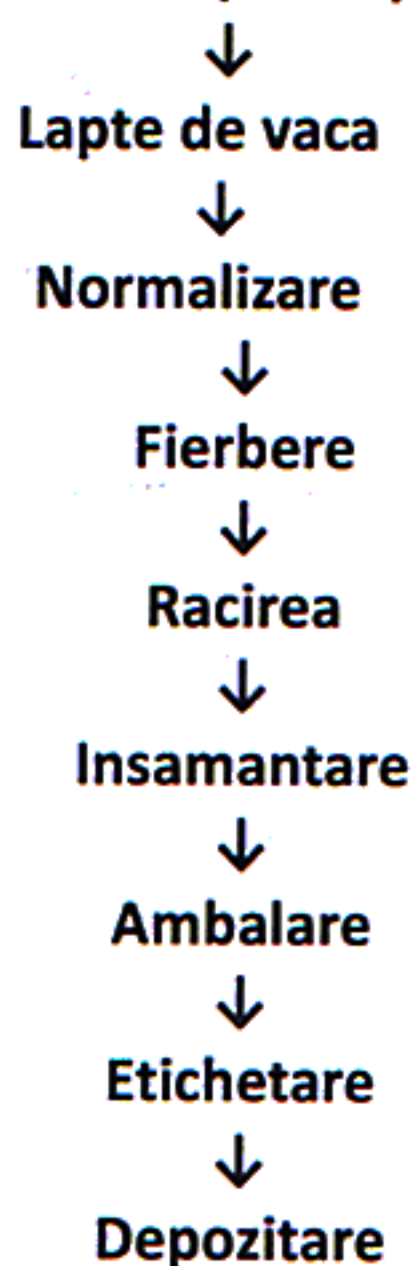 ↓
Lapte de vaca
↓
Normalizare
↓
Fierbere
↓
Racirea
↓
Insamantare
↓
Ambalare
↓
Etichetare
↓
Depozitare